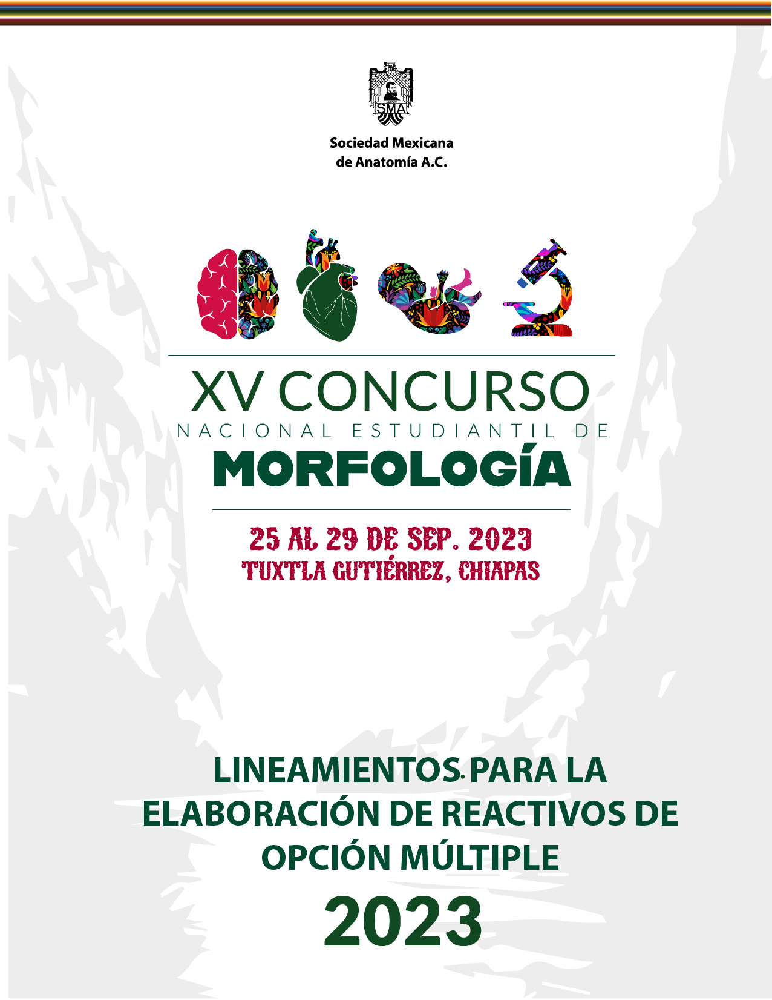 SMA
Sociedad Mexicana
de Anatomía A.C.
XV CONCURSO
NACIONAL ESTUDIANTIL DE
MORFOLOGÍA
25 AL 29 DE SEP. 2023
TUXTLA GUTIÉRREZ, CHIAPAS
LINEAMIENTOS.PARA LA
ELABORACIÓN DE REACTIVOS DE
OPCIÓN MÚLTIPLE
2023